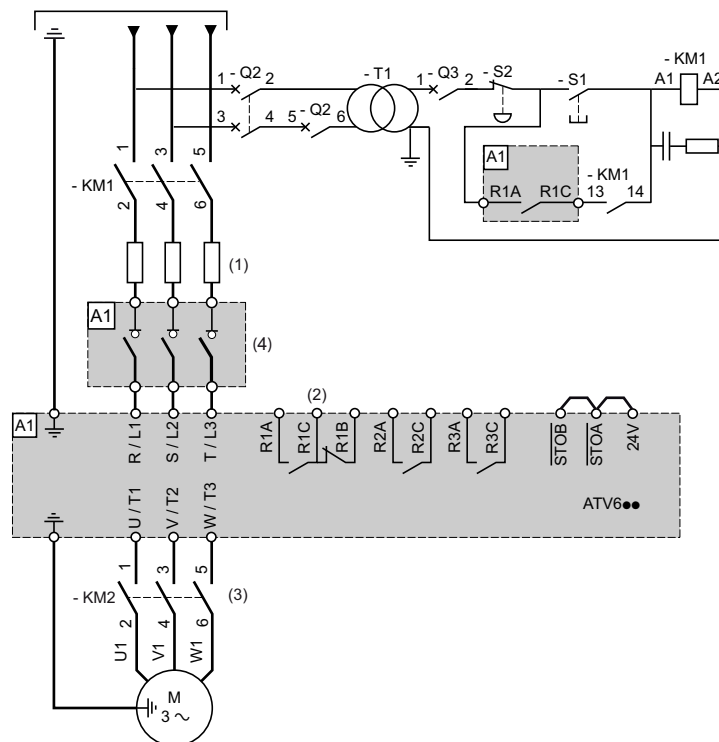 1 - Q2 2
- T1
1 - Q3 2
- S2
- S1
- KM1
A1 A2
3 4 5 - Q2 6
1 3 5
- KM1
2 4 6
A1
R1A R1C
- KM1
13 14
(1)
A1
(4)
(2)
A1
R / L1
S / L2
T / L3
R1A
R1C
R1B
R2A
R2C
R3A
R3C
STOB
STOA
24V
U / T1
V / T2
W / T3
ATV6●●
1 3 5
- KM2
(3)
2 4 6
U1
V1
W1
M
3 ~